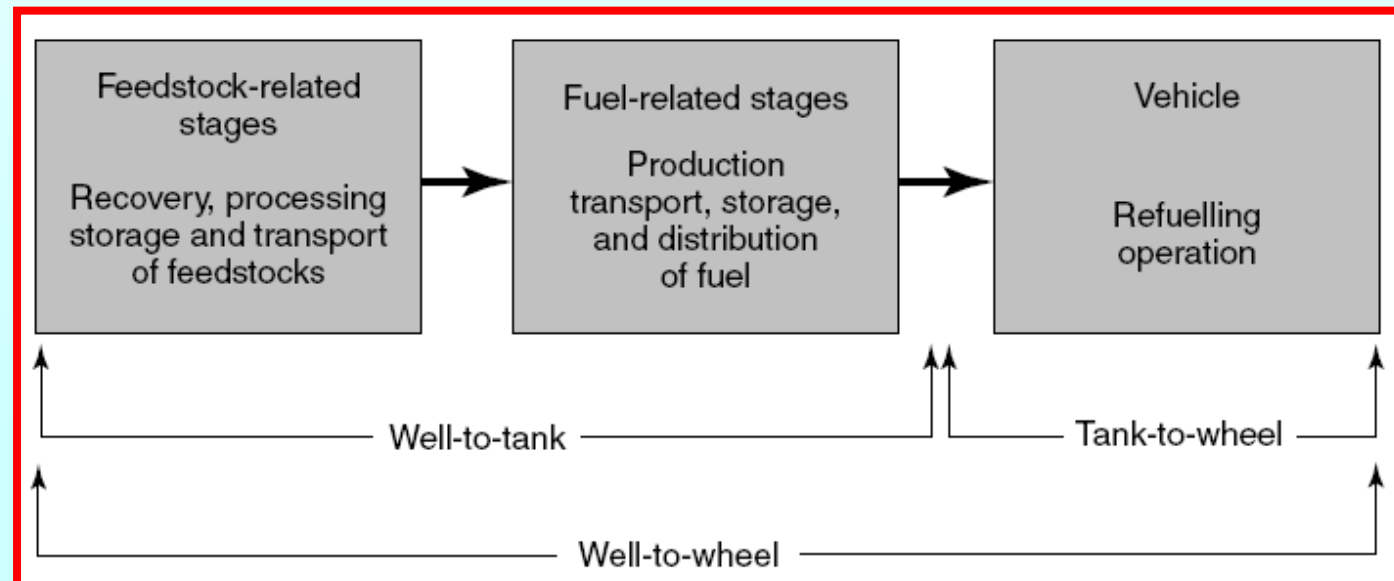 Feedstock-related
stages
Recovery, processing
storage and transport
of feedstocks
Fuel-related stages
Production
transport, storage,
and distribution
of fuel
Vehicle
Refuelling
operation
Well-to-tank
Tank-to-wheel
Well-to-wheel